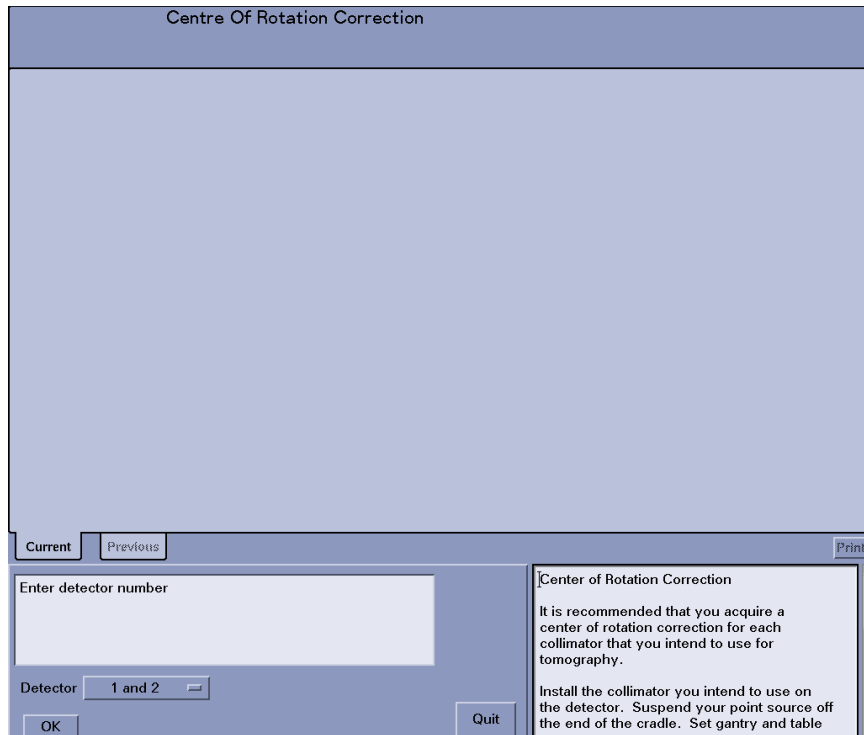 Centre Of Rotation Correction
Current
Previous
Print
Enter detector number
Detector
1 and 2
OK
Quit
Center of Rotation Correction
It is recommended that you acquire a
center of rotation correction for each
collimator that you intend to use for
tomography.
Install the collimator you intend to use on
the detector. Suspend your point source off
the end of the cradle. Set gantry and table